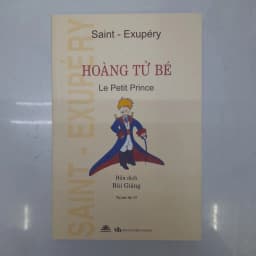 SAINT - EXUPÉRY
Saint - Exupéry
HOÀNG TỬ BÉ
Le Petit Prince
Bản dịch
Bùi Giáng